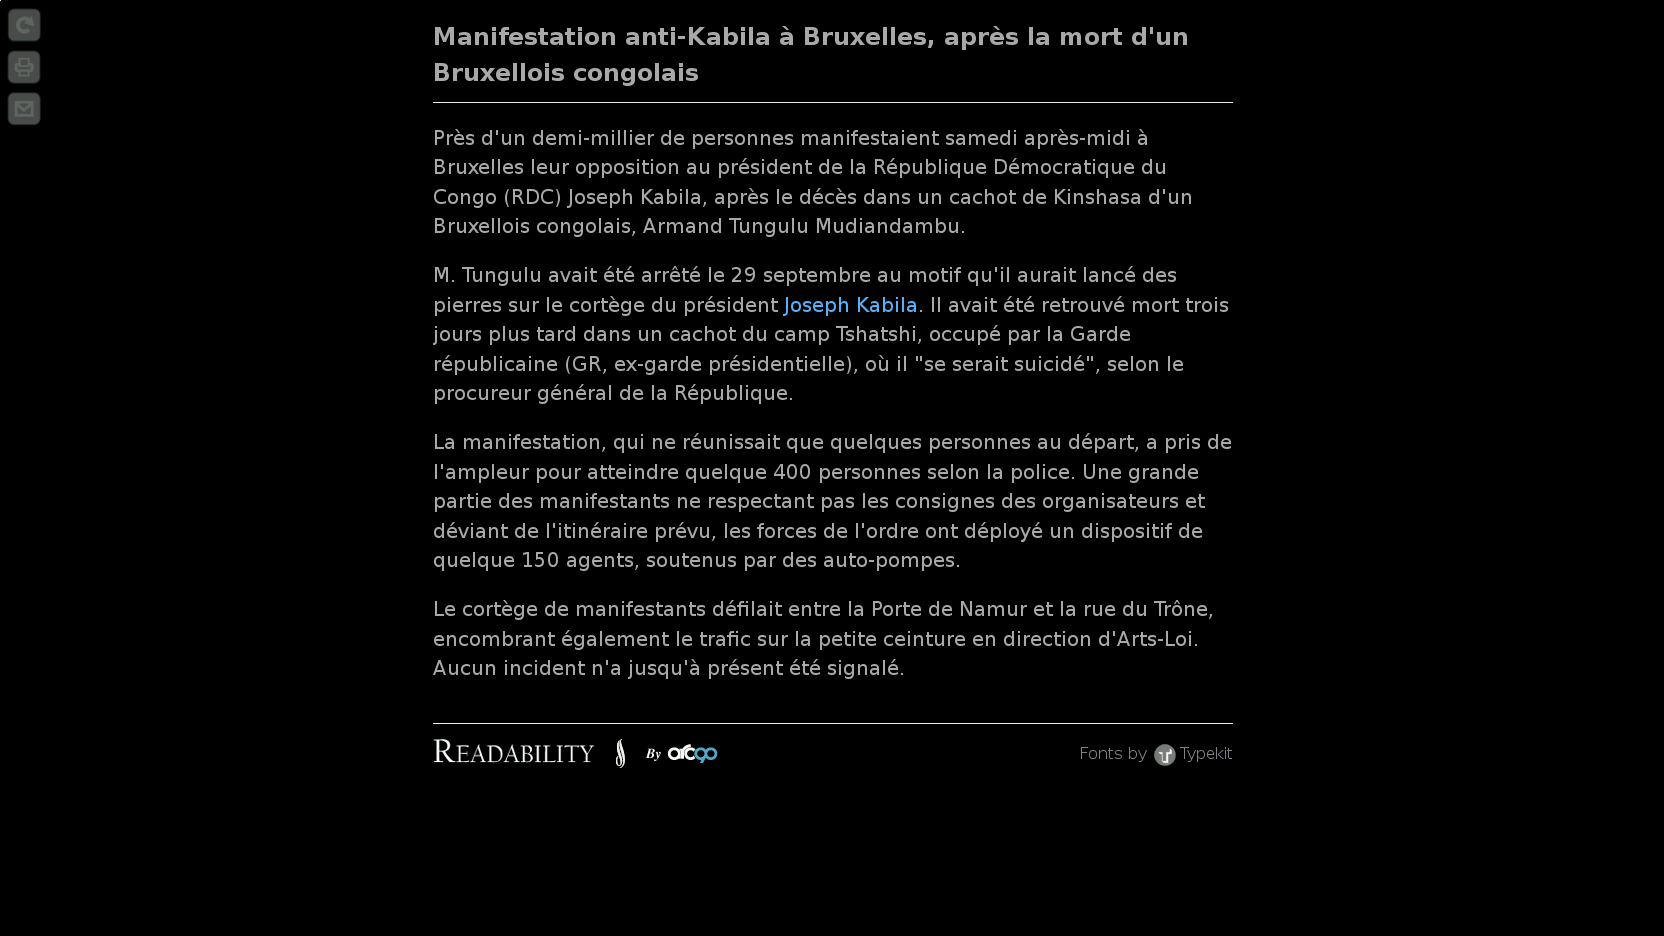 Manifestation anti-Kabila à Bruxelles, après la mort d'un
Bruxellois congolais
Près d'un demi-millier de personnes manifestaient samedi après-midi à
Bruxelles leur opposition au président de la République Démocratique du
Congo (RDC) Joseph Kabila, après le décès dans un cachot de Kinshasa d'un
Bruxellois congolais, Armand Tungulu Mudiandambu.
M. Tungulu avait été arrêté le 29 septembre au motif qu'il aurait lancé des
pierres sur le cortège du président Joseph Kabila. Il avait été retrouvé mort trois
jours plus tard dans un cachot du camp Tshatshi, occupé par la Garde
républicaine (GR, ex-garde présidentielle), où il "se serait suicidé", selon le
procureur général de la République.
La manifestation, qui ne réunissait que quelques personnes au départ, a pris de
l'ampleur pour atteindre quelque 400 personnes selon la police. Une grande
partie des manifestants ne respectant pas les consignes des organisateurs et
déviant de l'itinéraire prévu, les forces de l'ordre ont déployé un dispositif de
quelque 150 agents, soutenus par des auto-pompes.
Le cortège de manifestants défilait entre la Porte de Namur et la rue du Trône,
encombrant également le trafic sur la petite ceinture en direction d'Arts-Loi.
Aucun incident n'a jusqu'à présent été signalé.
READABILITY By arc90 Fonts by Typekit